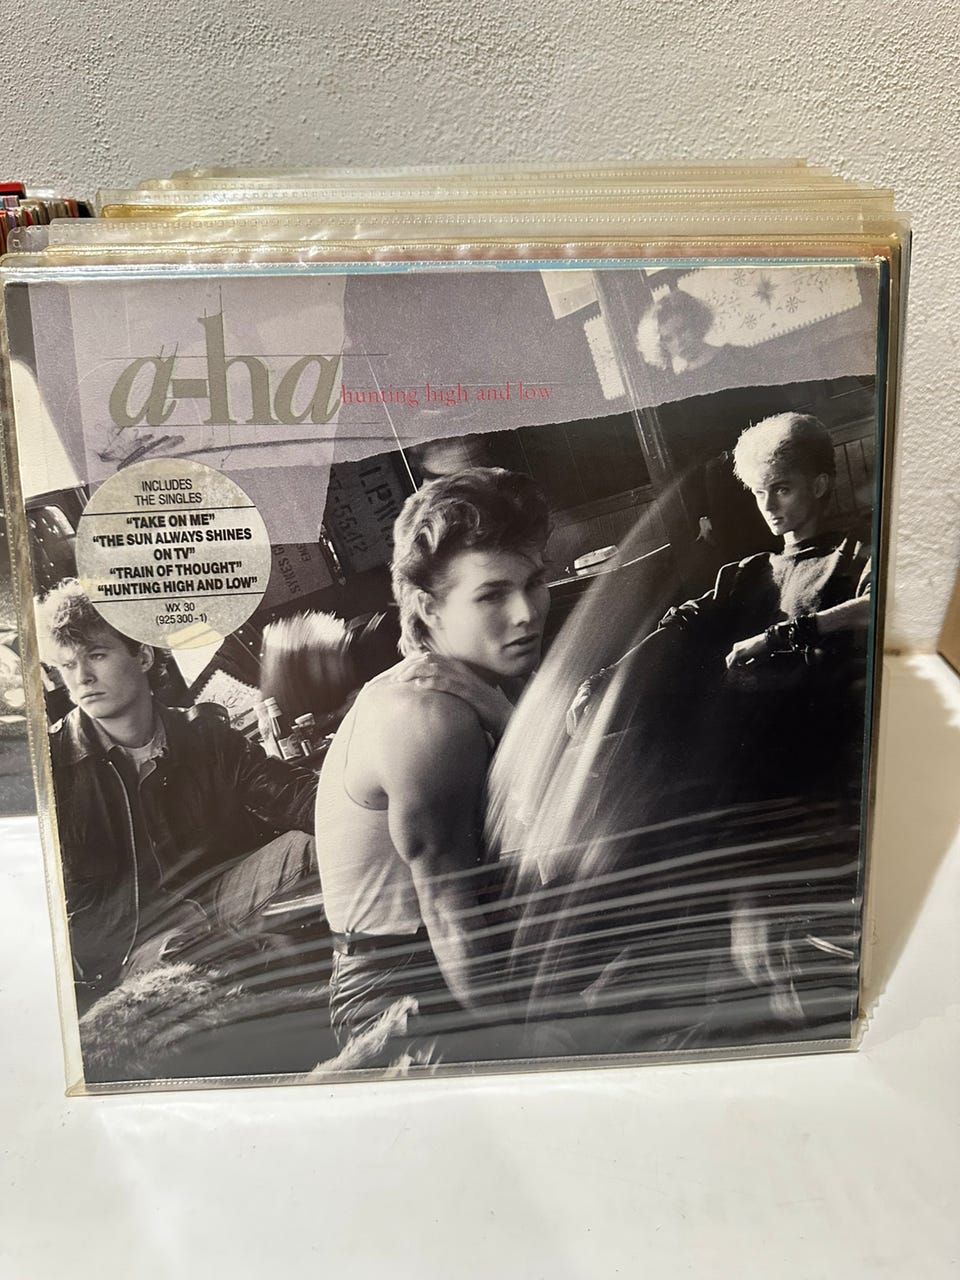 a-ha hunting high and low
INCLUDES
THE SINGLES
"TAKE ON ME"
"THE SUN ALWAYS SHINES
ON TV"
"TRAIN OF THOUGHT"
"HUNTING HIGH AND LOW"
WX 30
(925 300-1)